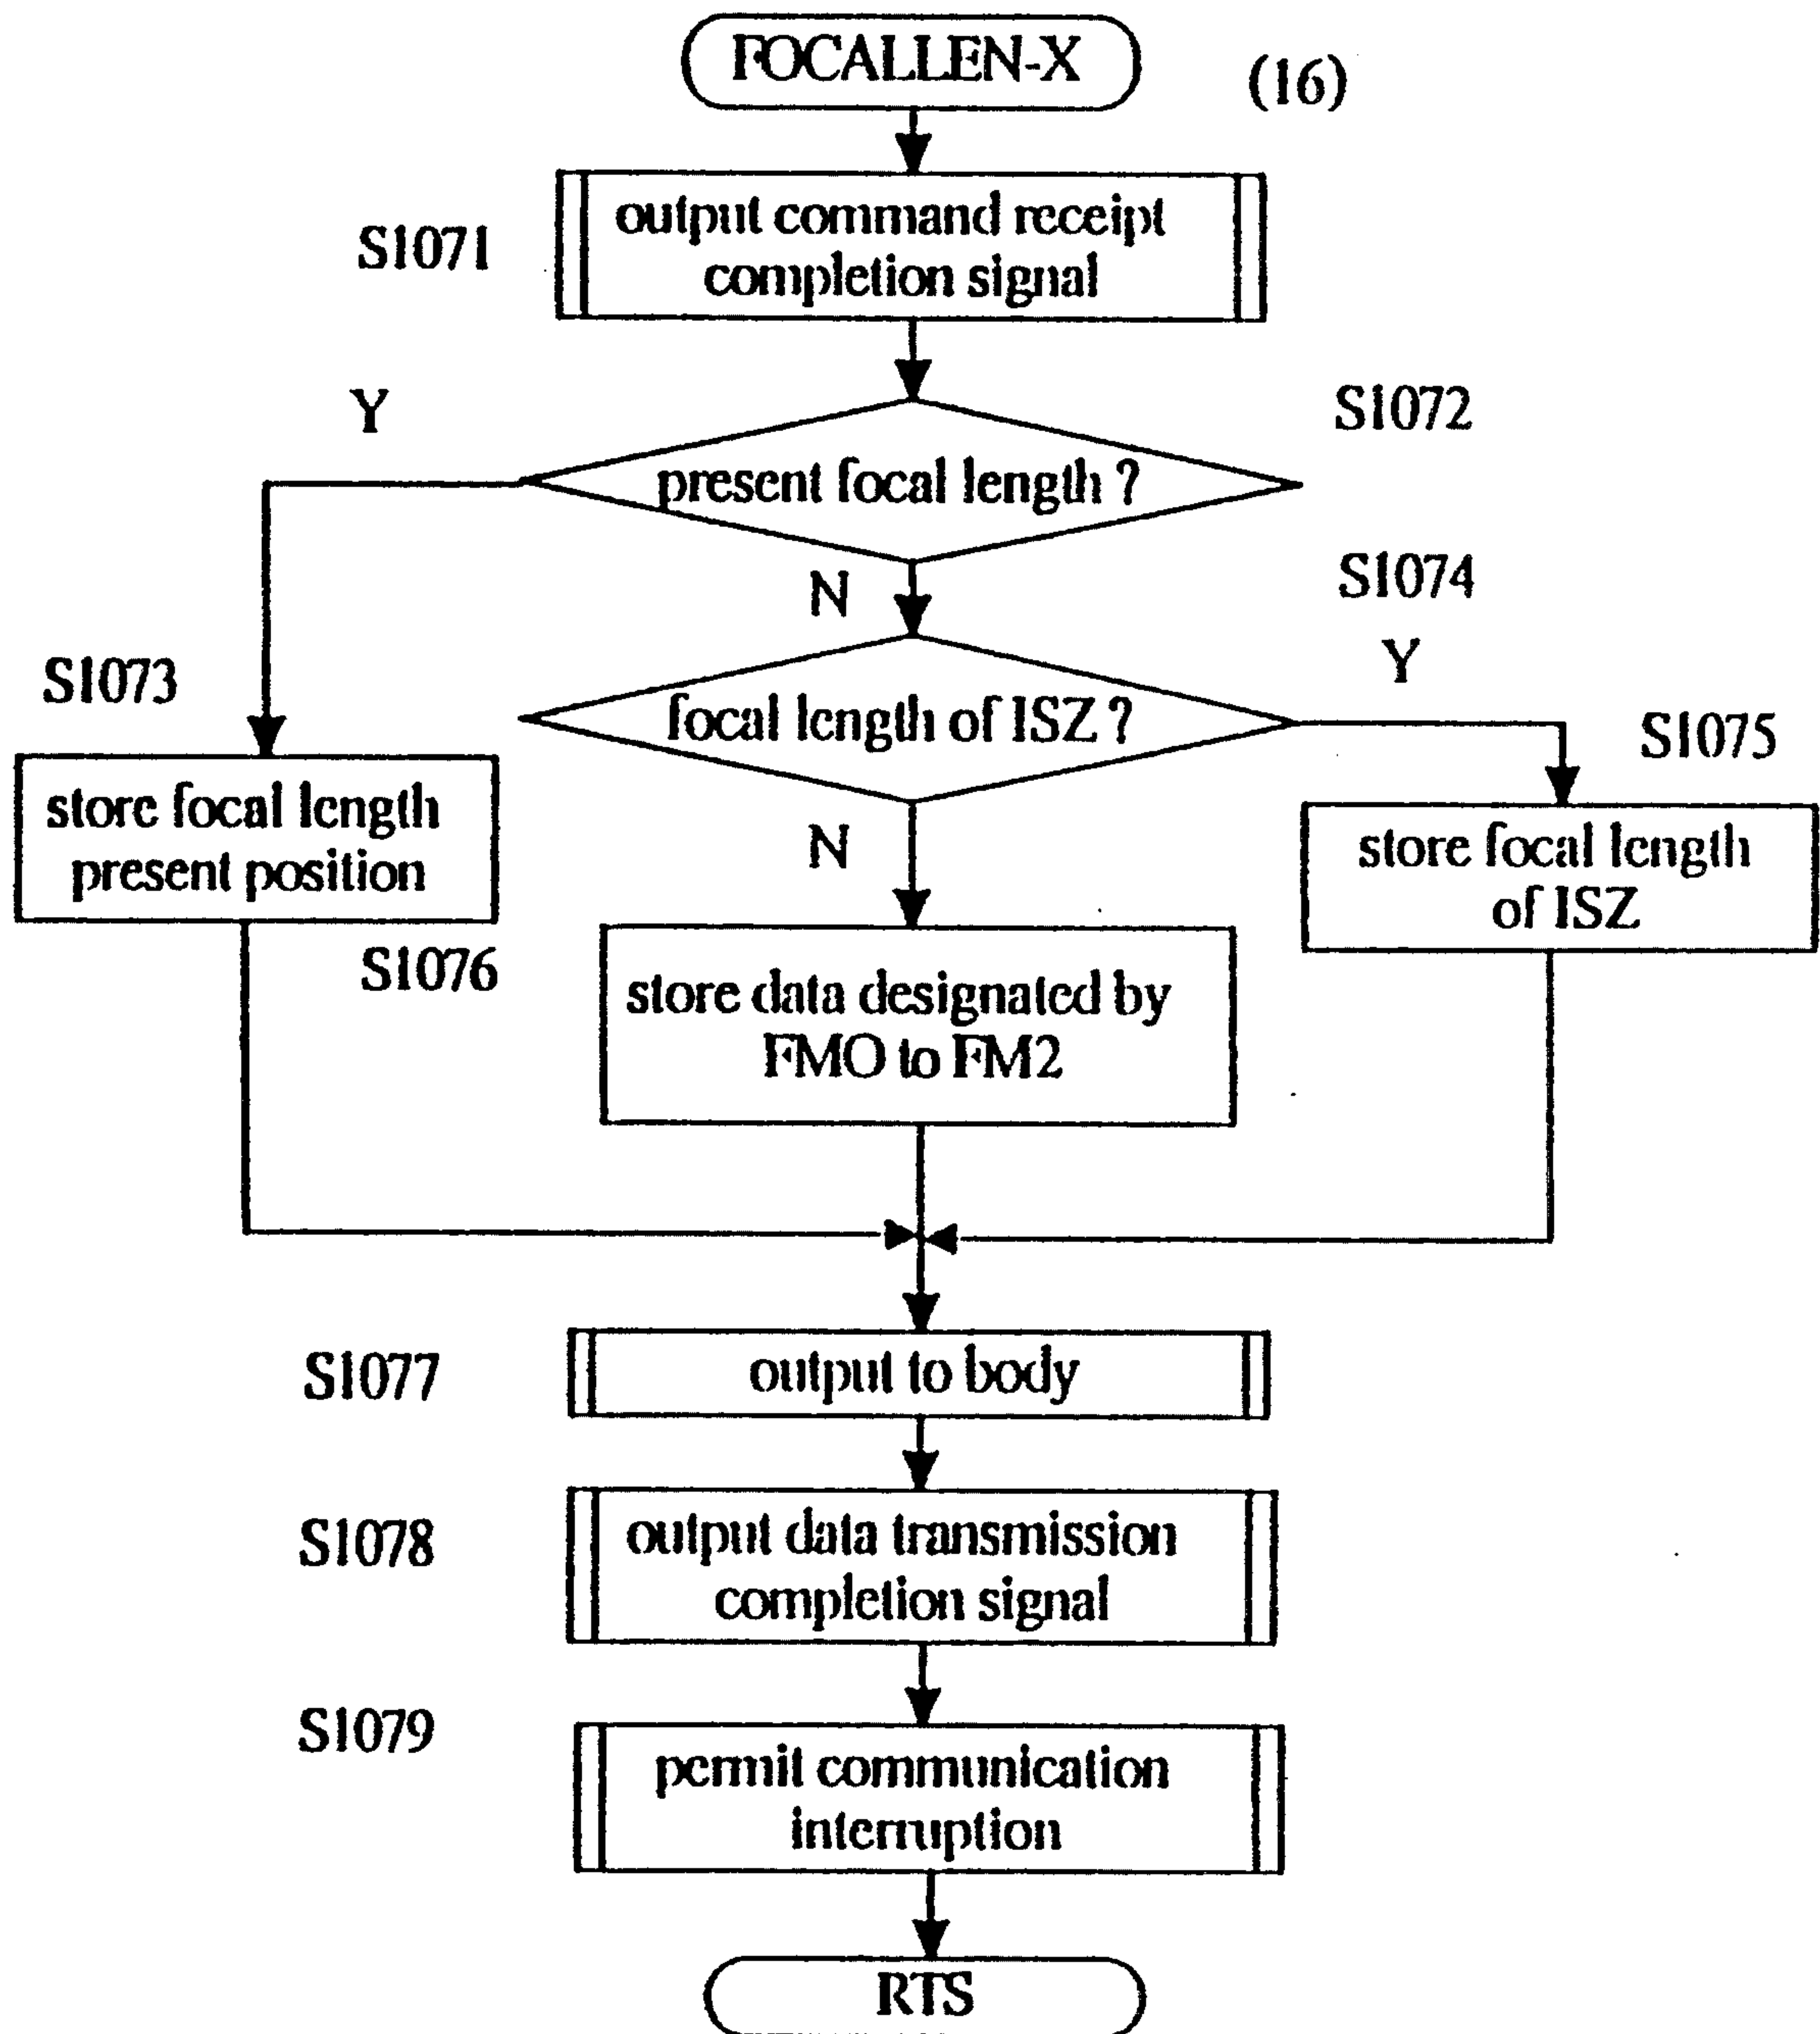 FOCALLEN-X
(16)
S1071
output command receipt
completion signal
Y
S1072
present focal length ?
N
S1074
Y
S1073
focal length of ISZ ?
S1075
store focal length
present position
N
store focal length
of ISZ
S1076
store data designated by
FMO to FM2
S1077
output to body
S1078
output data transmission
completion signal
S1079
permit communication
interruption
RTS